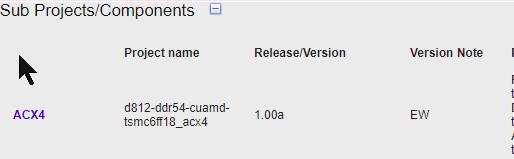 Sub Projects/Components
Project name Release/Version Version Note
ACX4 d812-ddr54-cuamd-
tsmc6ff18_acx4 1.00a EW